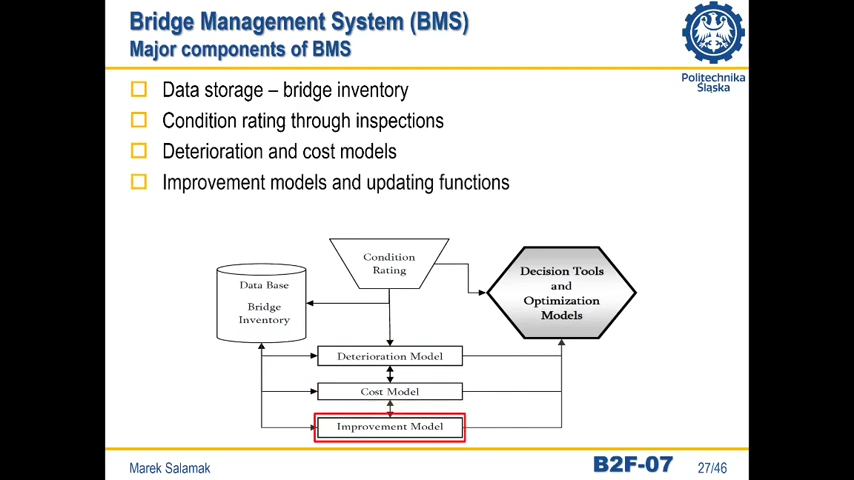 Bridge Management System (BMS)
Major components of BMS
Politechnika
Śląska
Data storage – bridge inventory
Condition rating through inspections
Deterioration and cost models
Improvement models and updating functions
Condition
Rating
Data Base
Bridge
Inventory
Decision Tools
and
Optimization
Models
Deterioration Model
Cost Model
Improvement Model
Marek Salamak
B2F-07
27/46